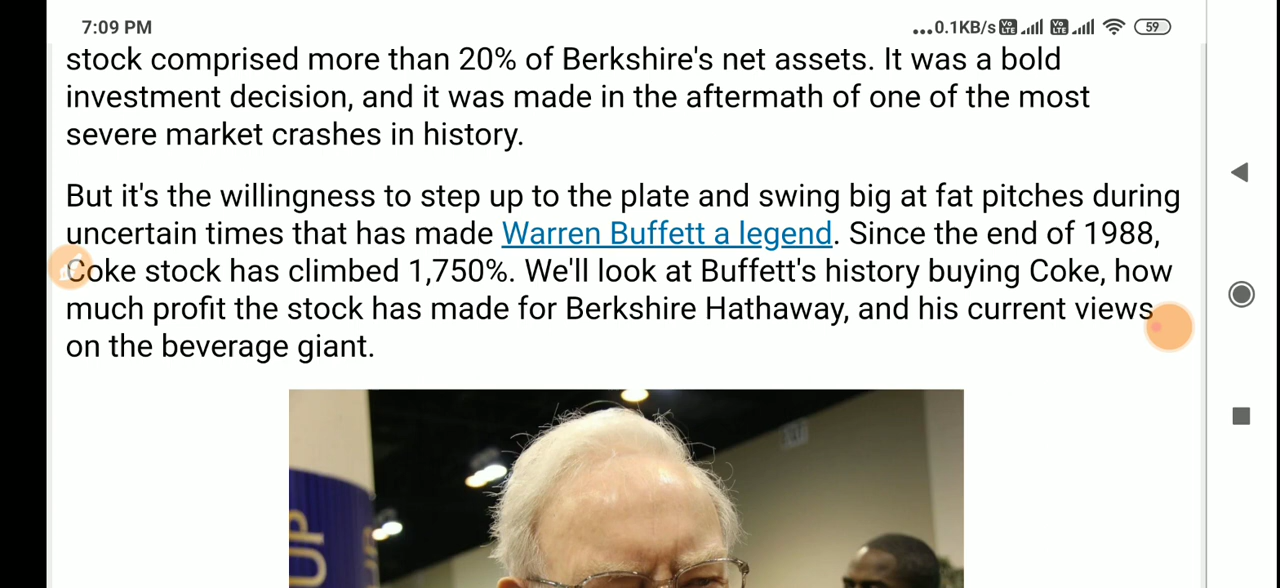 7:09 PM
...0.1KB/s Vo LTE Vo LTE 59
stock comprised more than 20% of Berkshire's net assets. It was a bold
investment decision, and it was made in the aftermath of one of the most
severe market crashes in history.
But it's the willingness to step up to the plate and swing big at fat pitches during
uncertain times that has made Warren Buffett a legend. Since the end of 1988,
Coke stock has climbed 1,750%. We'll look at Buffett's history buying Coke, how
much profit the stock has made for Berkshire Hathaway, and his current views
on the beverage giant.
UP